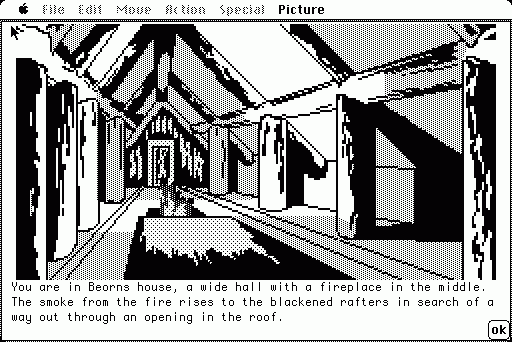 File Edit Move Action Special Picture
You are in Beorns house, a wide hall with a fireplace in the middle.
The smoke from the fire rises to the blackened rafters in search of a
way out through an opening in the roof.
ok